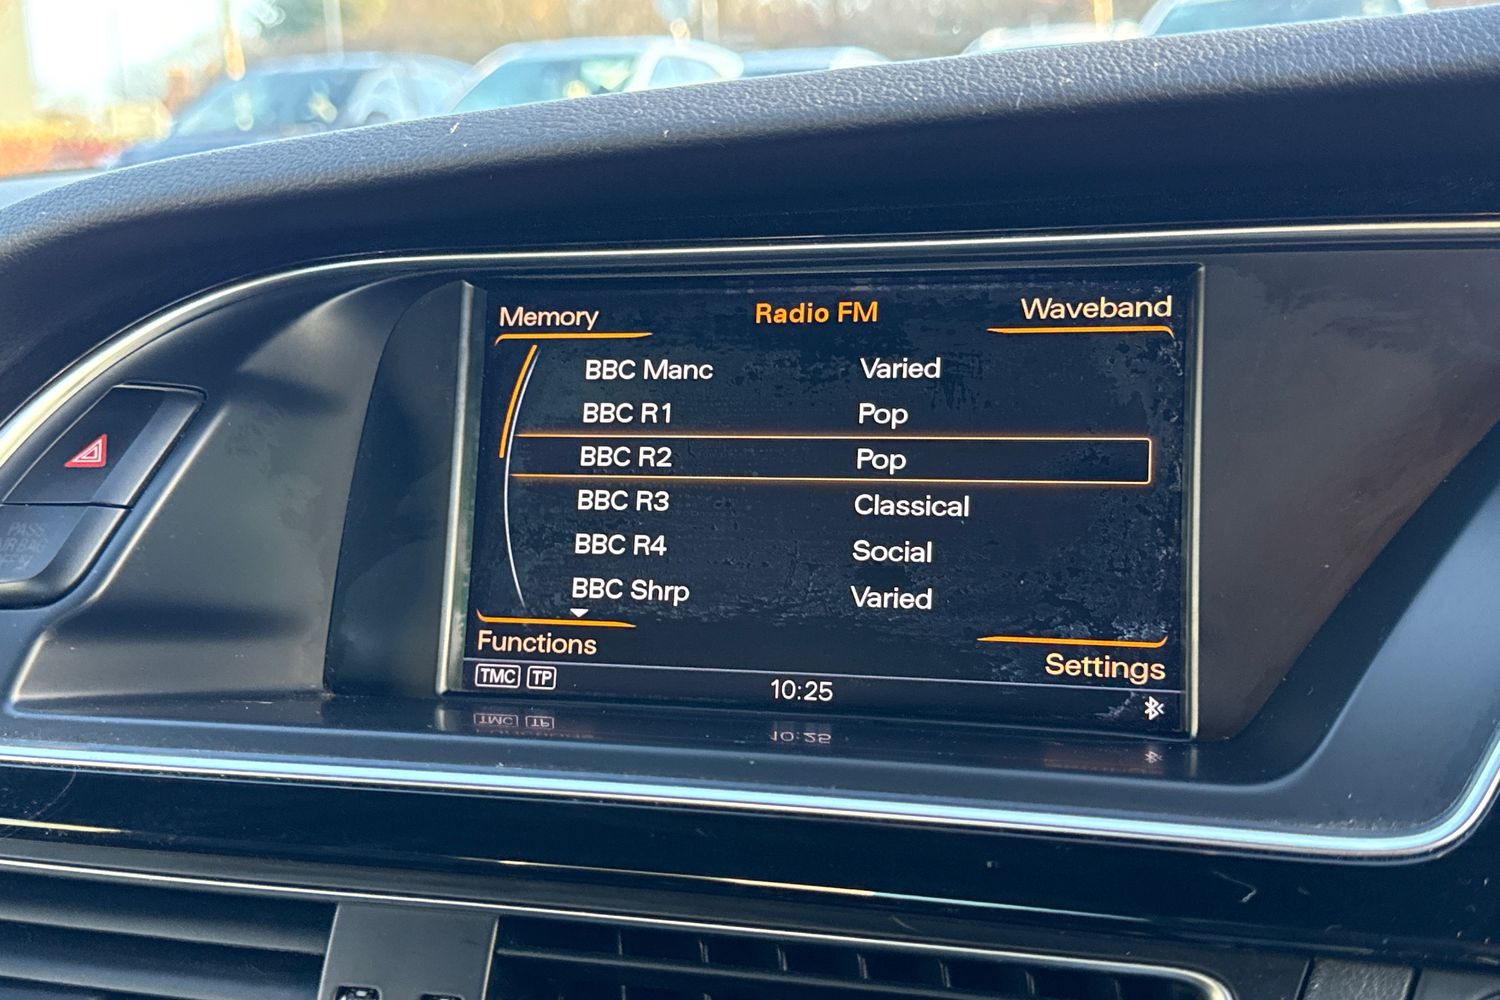 Memory Radio FM Waveband
BBC Manc Varied
BBC R1 Pop
BBC R2 Pop
BBC R3 Classical
BBC R4 Social
BBC Shrp Varied
Functions Settings
TMC TP 10:25
PASS